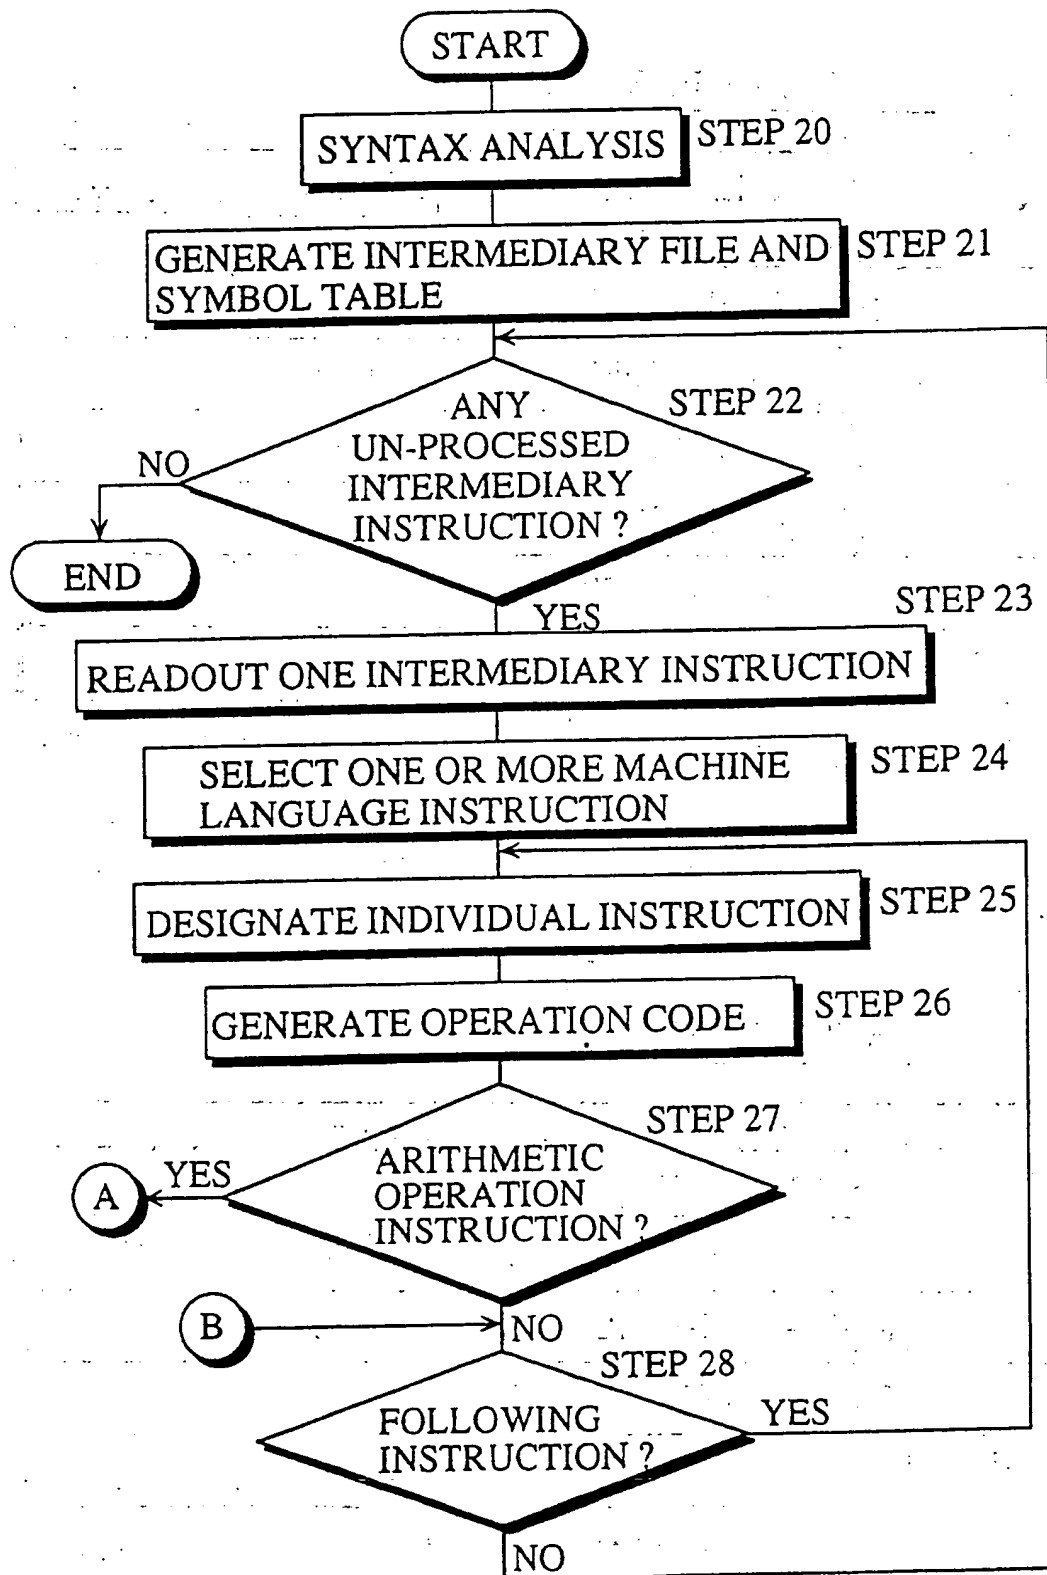 START
SYNTAX ANALYSIS
STEP 20
GENERATE INTERMEDIARY FILE AND
SYMBOL TABLE
STEP 21
STEP 22
ANY
UN-PROCESSED
INTERMEDIARY
INSTRUCTION ?
NO
END
YES
STEP 23
READOUT ONE INTERMEDIARY INSTRUCTION
SELECT ONE OR MORE MACHINE
LANGUAGE INSTRUCTION
STEP 24
DESIGNATE INDIVIDUAL INSTRUCTION
STEP 25
GENERATE OPERATION CODE
STEP 26
STEP 27
ARITHMETIC
OPERATION
INSTRUCTION ?
YES
A
B
NO
STEP 28
FOLLOWING
INSTRUCTION ?
YES
NO